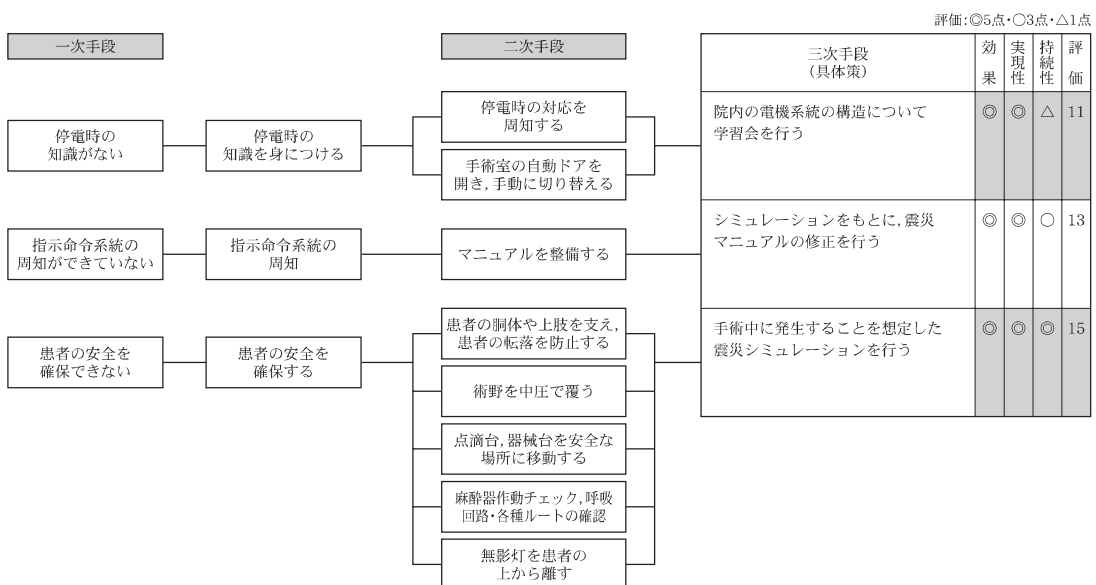 評価:◎5点・○3点・△1点
一次手段
二次手段
三次手段
(具体策)
効果
実現性
持続性
評価
停電時の
知識がない
停電時の
知識を身につける
停電時の対応を
周知する
手術室の自動ドアを
開き,手動に切り替える
院内の電機系統の構造について
学習会を行う
◎ ◎ △ 11
指示命令系統の
周知ができていない
指示命令系統の
周知
マニュアルを整備する
シミュレーションをもとに,震災
マニュアルの修正を行う
◎ ◎ ○ 13
患者の安全を
確保できない
患者の安全を
確保する
患者の胴体や上肢を支え,
患者の転落を防止する
術野を中圧で覆う
点滴台,器械台を安全な
場所に移動する
麻酔器作動チェック,呼吸
回路・各種ルートの確認
無影灯を患者の
上から離す
手術中に発生することを想定した
震災シミュレーションを行う
◎ ◎ ◎ 15